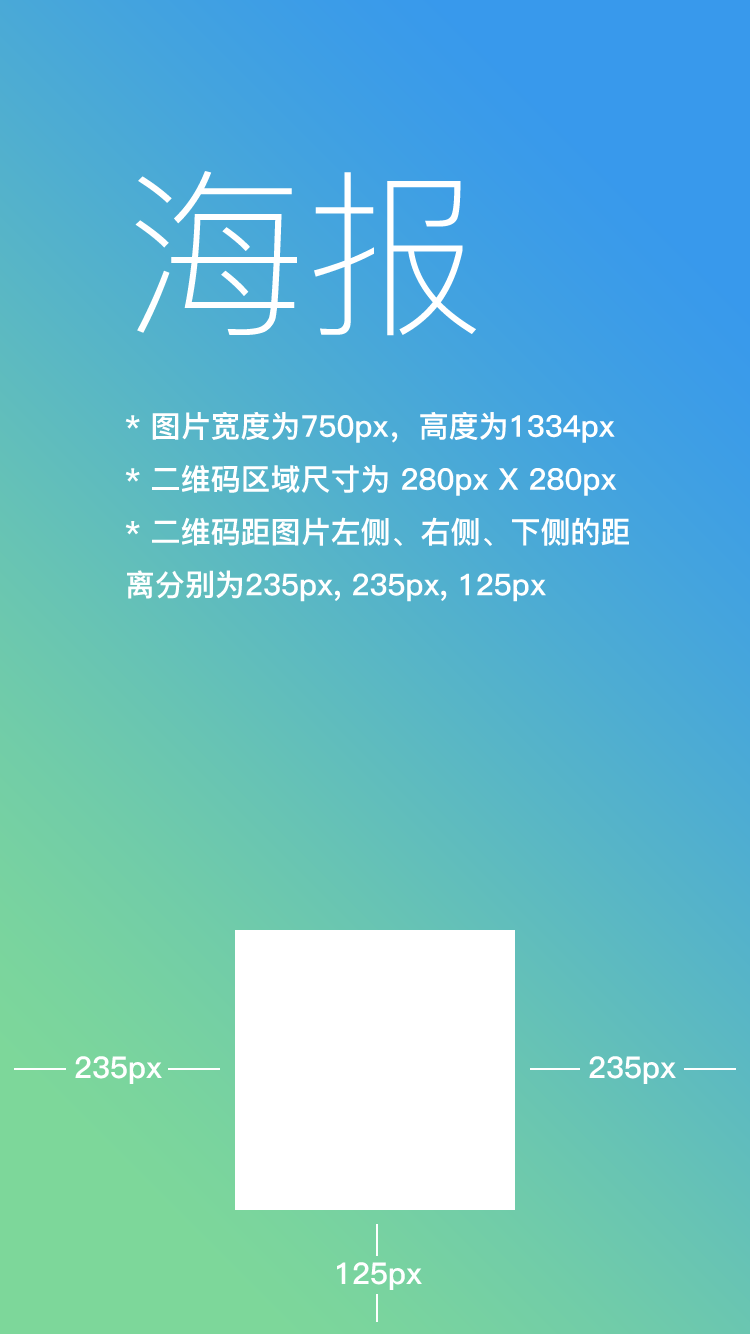 海报
* 图片宽度为750px，高度为1334px
* 二维码区域尺寸为 280px X 280px
* 二维码距图片左侧、右侧、下侧的距
离分别为235px, 235px, 125px
235px
235px
125px